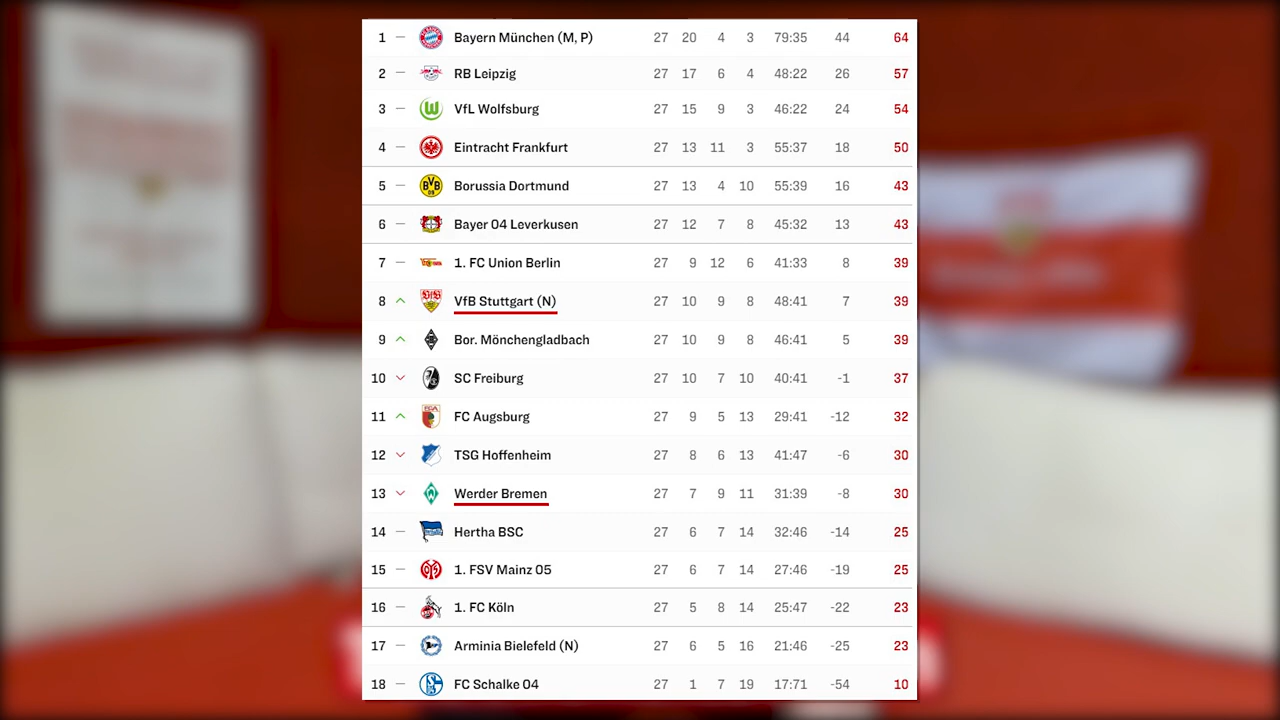 1 — Bayern München (M, P) 27 20 4 3 79:35 44 64
2 — RB Leipzig 27 17 6 4 48:22 26 57
3 — VfL Wolfsburg 27 15 9 3 46:22 24 54
4 — Eintracht Frankfurt 27 13 11 3 55:37 18 50
5 — Borussia Dortmund 27 13 4 10 55:39 16 43
6 — Bayer 04 Leverkusen 27 12 7 8 45:32 13 43
7 — 1. FC Union Berlin 27 9 12 6 41:33 8 39
8 VfB Stuttgart (N) 27 10 9 8 48:41 7 39
9 Bor. Mönchengladbach 27 10 9 8 46:41 5 39
10 SC Freiburg 27 10 7 10 40:41 -1 37
11 FC Augsburg 27 9 5 13 29:41 -12 32
12 TSG Hoffenheim 27 8 6 13 41:47 -6 30
13 Werder Bremen 27 7 9 11 31:39 -8 30
14 — Hertha BSC 27 6 7 14 32:46 -14 25
15 — 1. FSV Mainz 05 27 6 7 14 27:46 -19 25
16 — 1. FC Köln 27 5 8 14 25:47 -22 23
17 — Arminia Bielefeld (N) 27 6 5 16 21:46 -25 23
18 — FC Schalke 04 27 1 7 19 17:71 -54 10